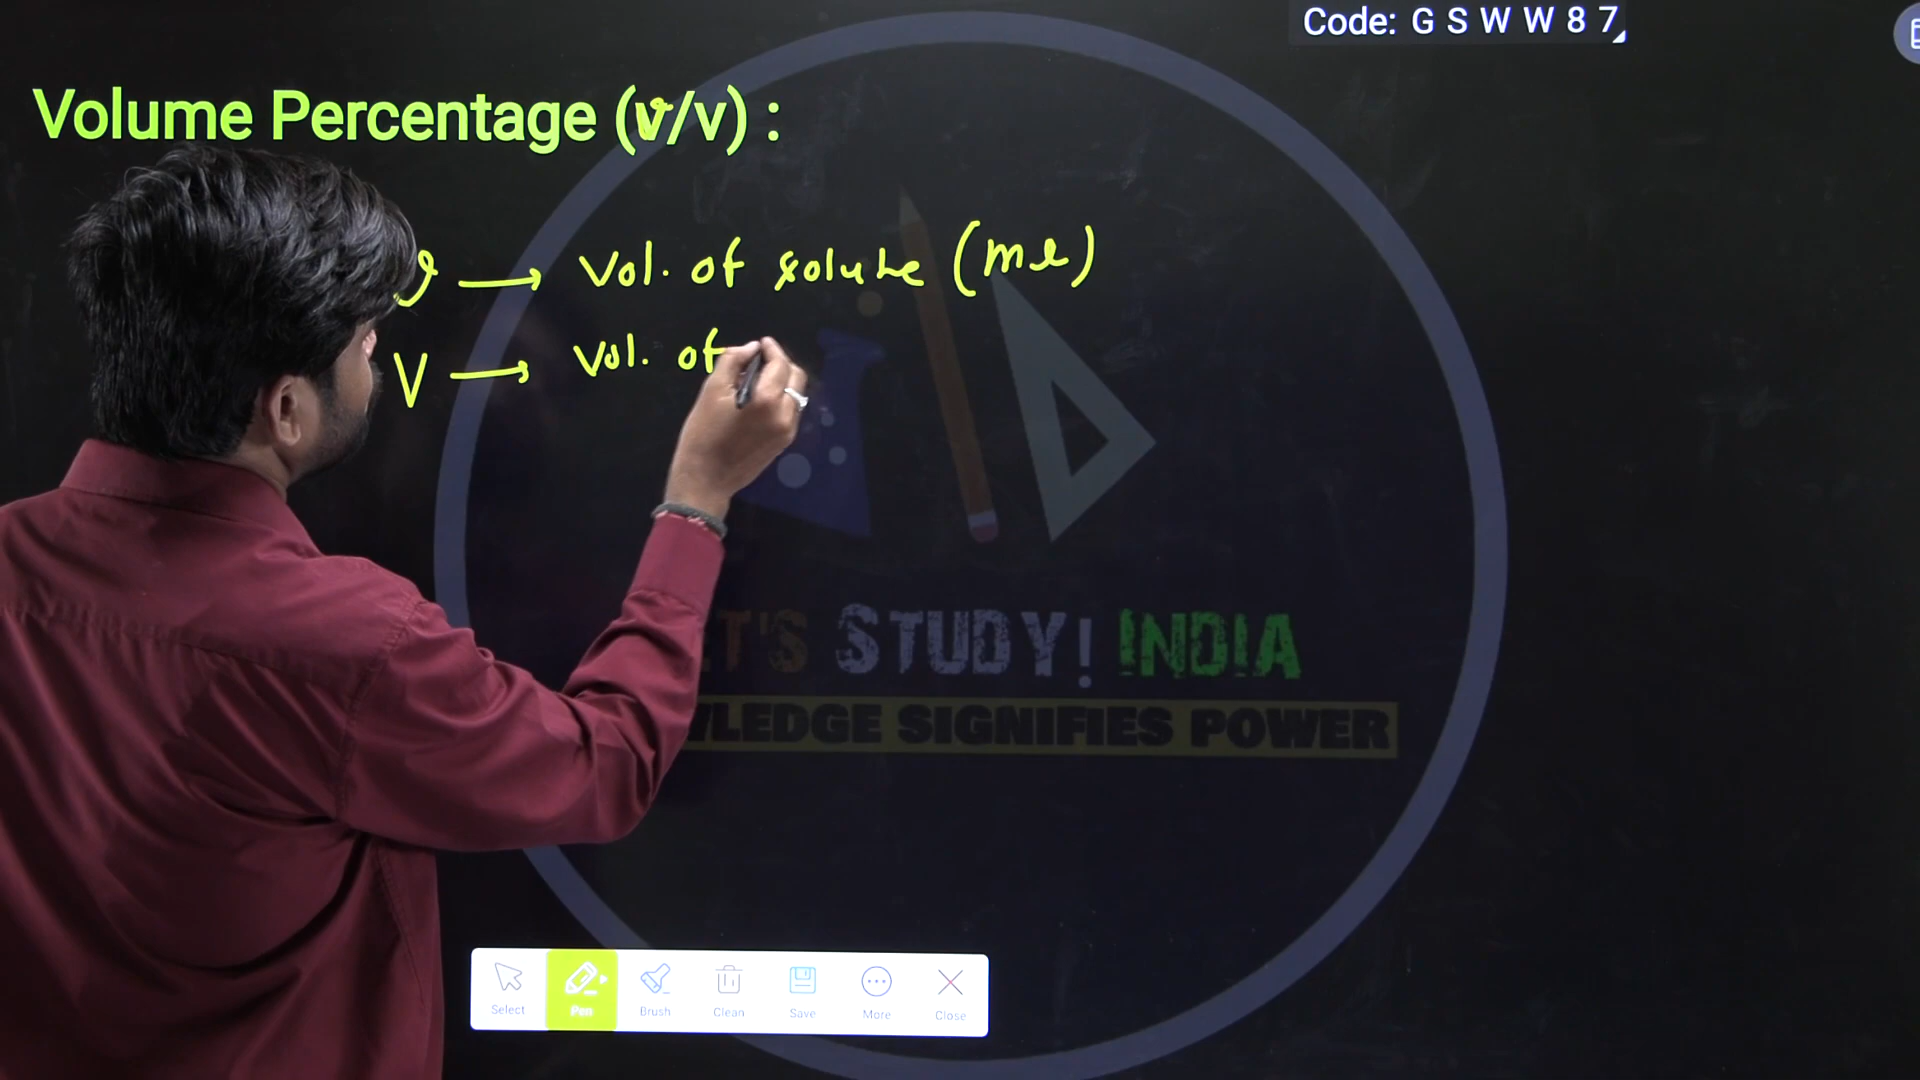 Code: G S W W 8 7
Volume Percentage (v/v) :
v → Vol. of solute (ml)
V → Vol. of
T'S STUDY! INDIA
LEDGE SIGNIFIES POWER
Select Pen Brush Clean Save More Close